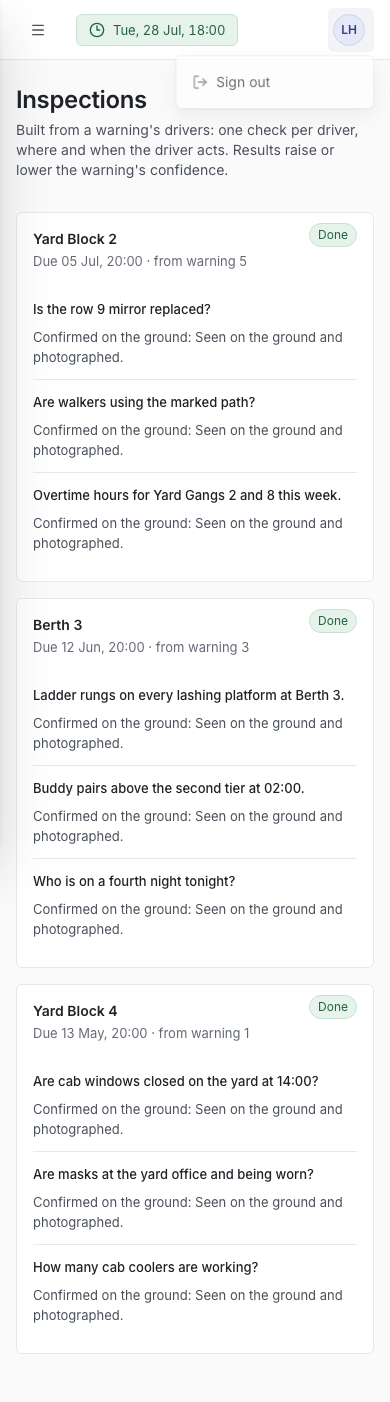 Tue, 28 Jul, 18:00
LH
Sign out
Inspections
Built from a warning's drivers: one check per driver,
where and when the driver acts. Results raise or
lower the warning's confidence.
Yard Block 2
Done
Due 05 Jul, 20:00 · from warning 5
Is the row 9 mirror replaced?
Confirmed on the ground: Seen on the ground and
photographed.
Are walkers using the marked path?
Confirmed on the ground: Seen on the ground and
photographed.
Overtime hours for Yard Gangs 2 and 8 this week.
Confirmed on the ground: Seen on the ground and
photographed.
Berth 3
Done
Due 12 Jun, 20:00 · from warning 3
Ladder rungs on every lashing platform at Berth 3.
Confirmed on the ground: Seen on the ground and
photographed.
Buddy pairs above the second tier at 02:00.
Confirmed on the ground: Seen on the ground and
photographed.
Who is on a fourth night tonight?
Confirmed on the ground: Seen on the ground and
photographed.
Yard Block 4
Done
Due 13 May, 20:00 · from warning 1
Are cab windows closed on the yard at 14:00?
Confirmed on the ground: Seen on the ground and
photographed.
Are masks at the yard office and being worn?
Confirmed on the ground: Seen on the ground and
photographed.
How many cab coolers are working?
Confirmed on the ground: Seen on the ground and
photographed.